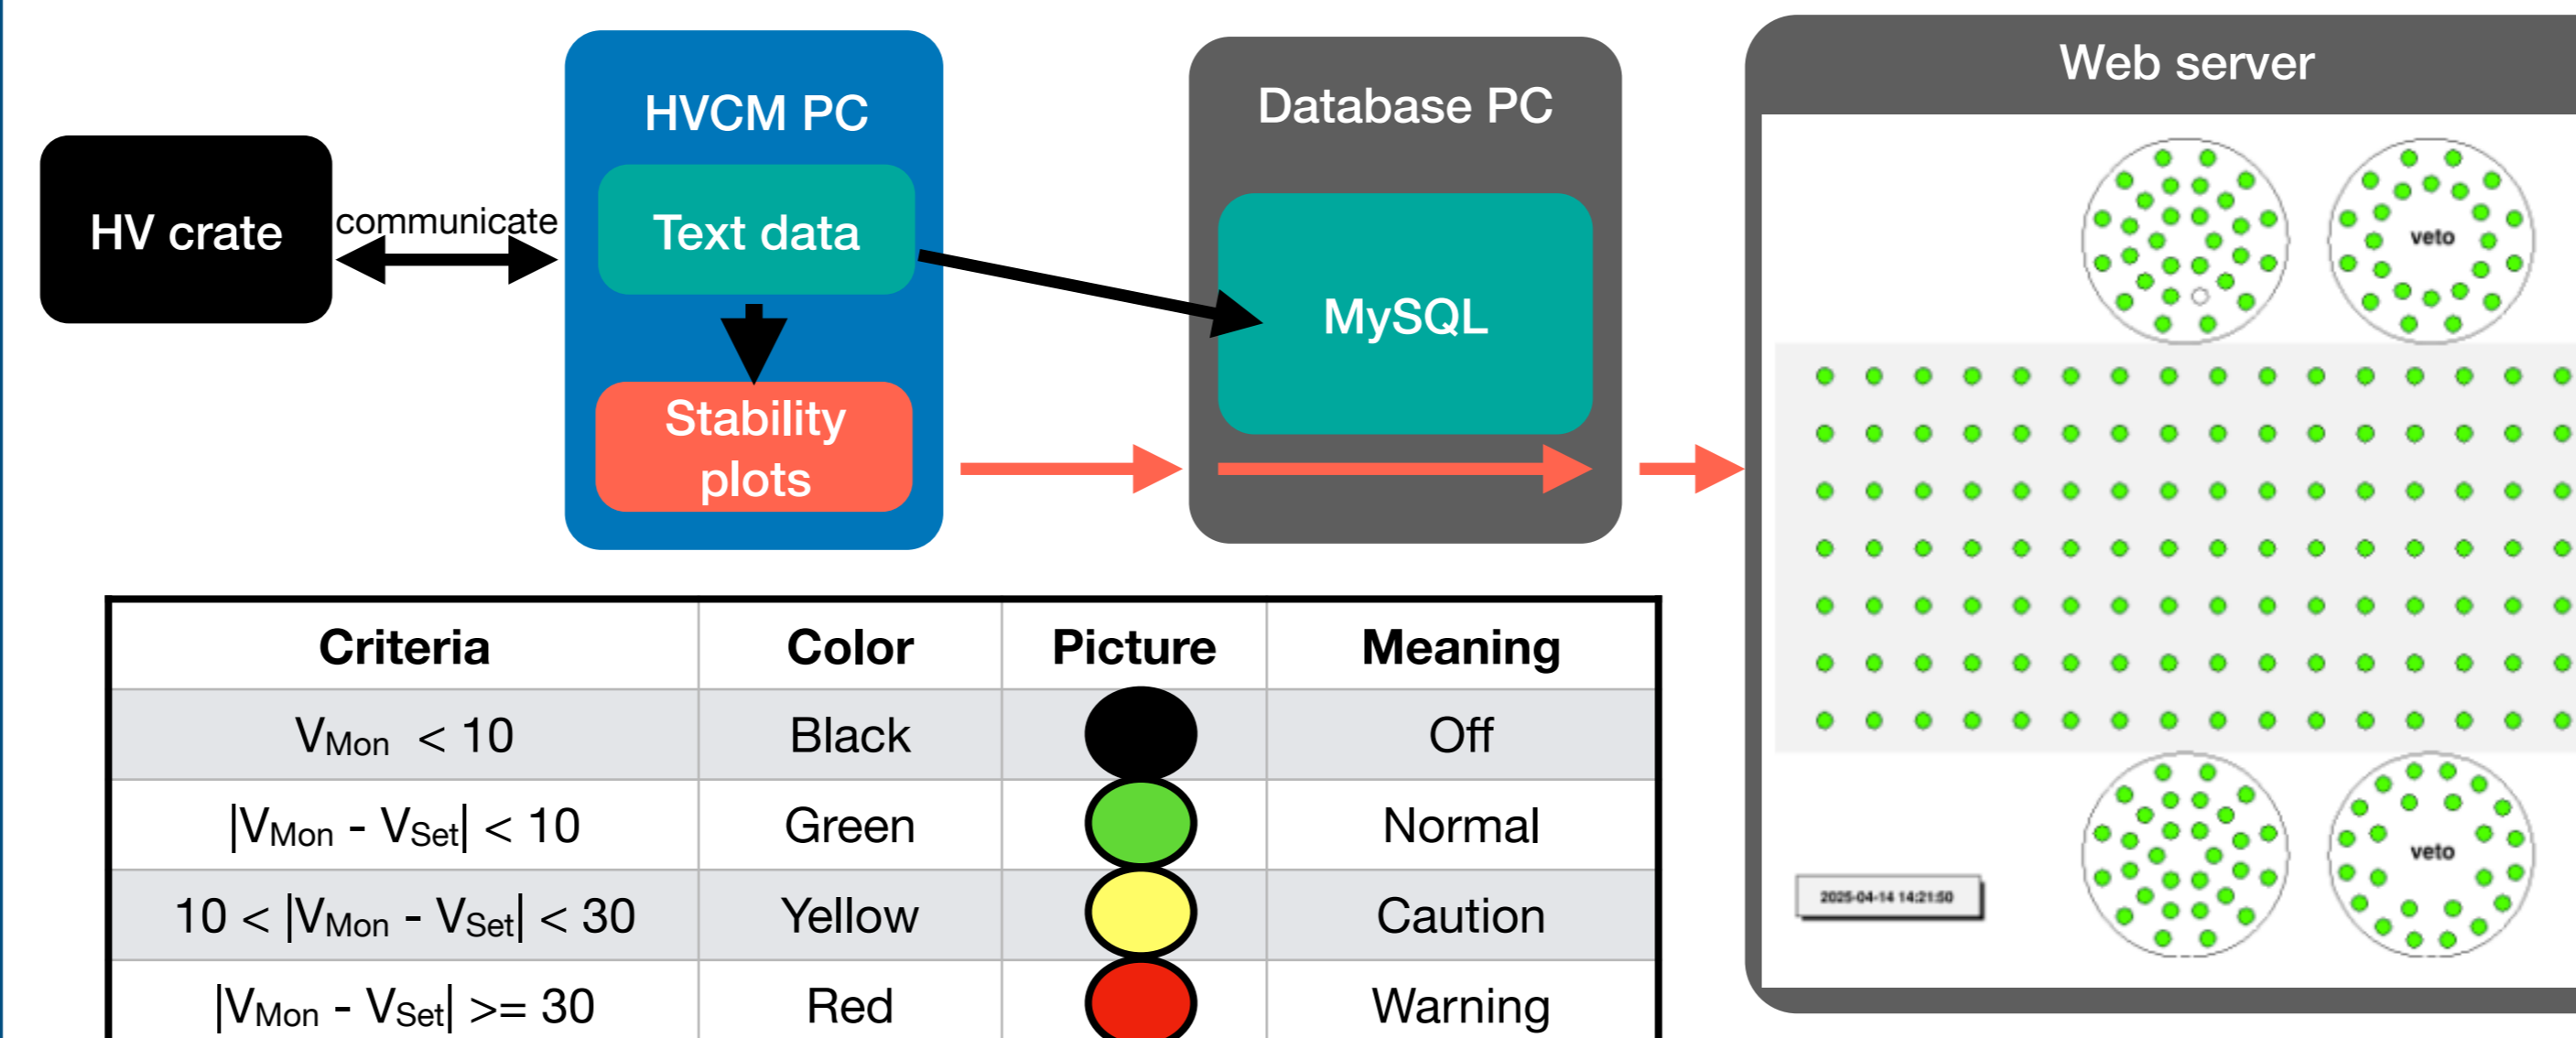 HV crate
communicate
HVCM PC
Text data
Stability
plots
Database PC
MySQL
Web server
veto
veto
2025-04-14 14:21:50
Criteria Color Picture Meaning
VMon < 10 Black Off
|VMon - VSet| < 10 Green Normal
10 < |VMon - VSet| < 30 Yellow Caution
|VMon - VSet| >= 30 Red Warning